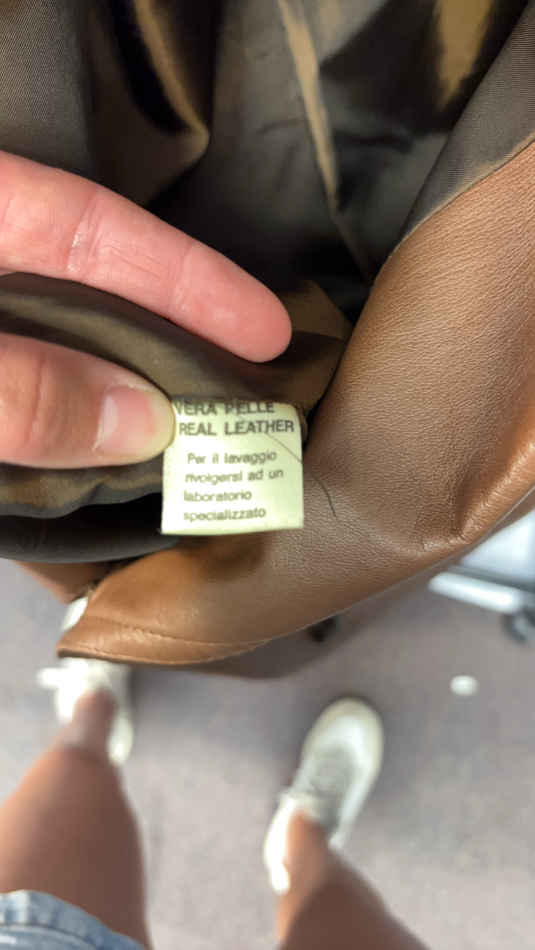 VERA PELLE
REAL LEATHER
Per il lavaggio
rivolgersi ad un
laboratorio
specializzato